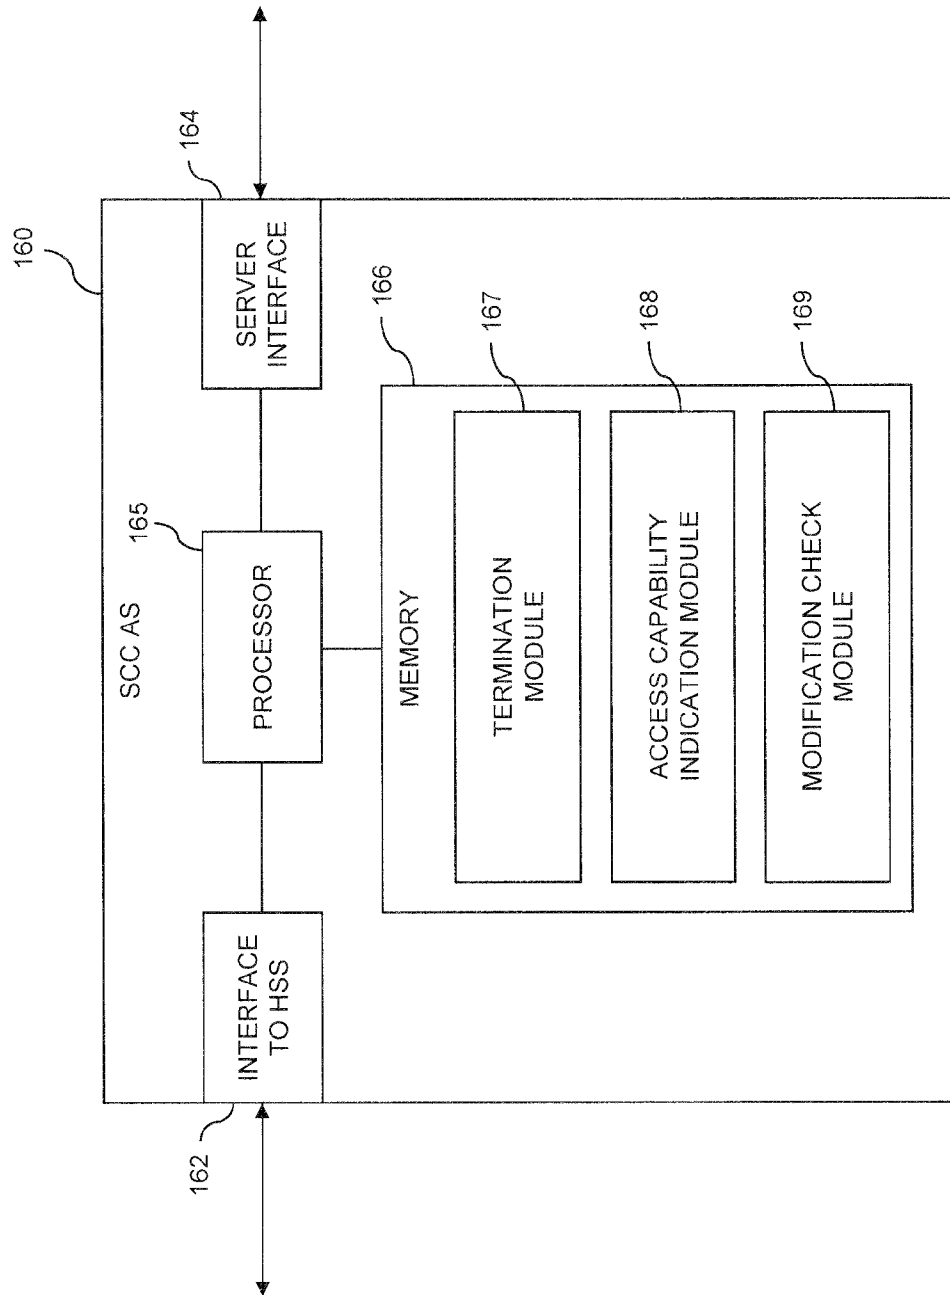 160
SCC AS
162
INTERFACE
TO HSS
PROCESSOR
165
SERVER
INTERFACE
164
MEMORY
166
TERMINATION
MODULE
167
ACCESS CAPABILITY
INDICATION MODULE
168
MODIFICATION CHECK
MODULE
169